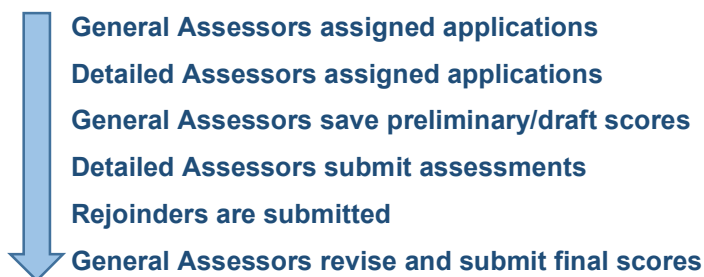 General Assessors assigned applications
Detailed Assessors assigned applications
General Assessors save preliminary/draft scores
Detailed Assessors submit assessments
Rejoinders are submitted
General Assessors revise and submit final scores